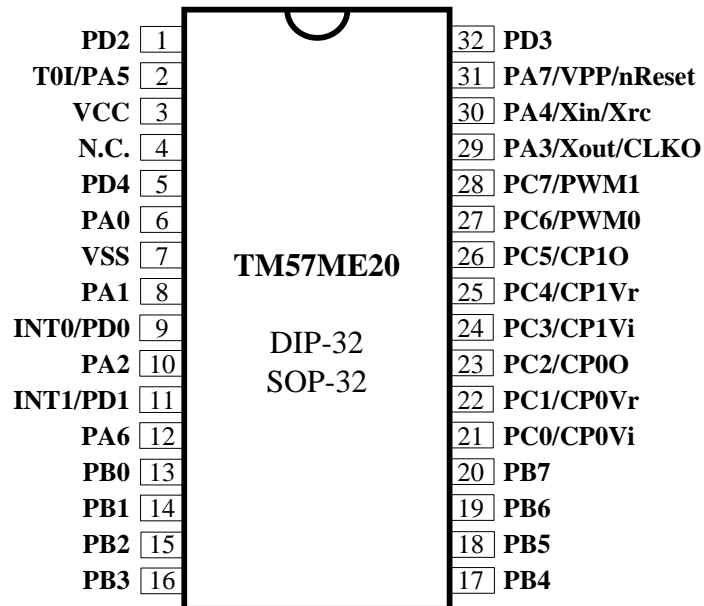 PD2 1 32 PD3
T0I/PA5 2 31 PA7/VPP/nReset
VCC 3 30 PA4/Xin/Xrc
N.C. 4 29 PA3/Xout/CLKO
PD4 5 28 PC7/PWM1
PA0 6 27 PC6/PWM0
VSS 7 26 PC5/CP1O
TM57ME20
PA1 8 25 PC4/CP1Vr
INT0/PD0 9 24 PC3/CP1Vi
DIP-32
PA2 10 23 PC2/CP0O
SOP-32
INT1/PD1 11 22 PC1/CP0Vr
PA6 12 21 PC0/CP0Vi
PB0 13 20 PB7
PB1 14 19 PB6
PB2 15 18 PB5
PB3 16 17 PB4